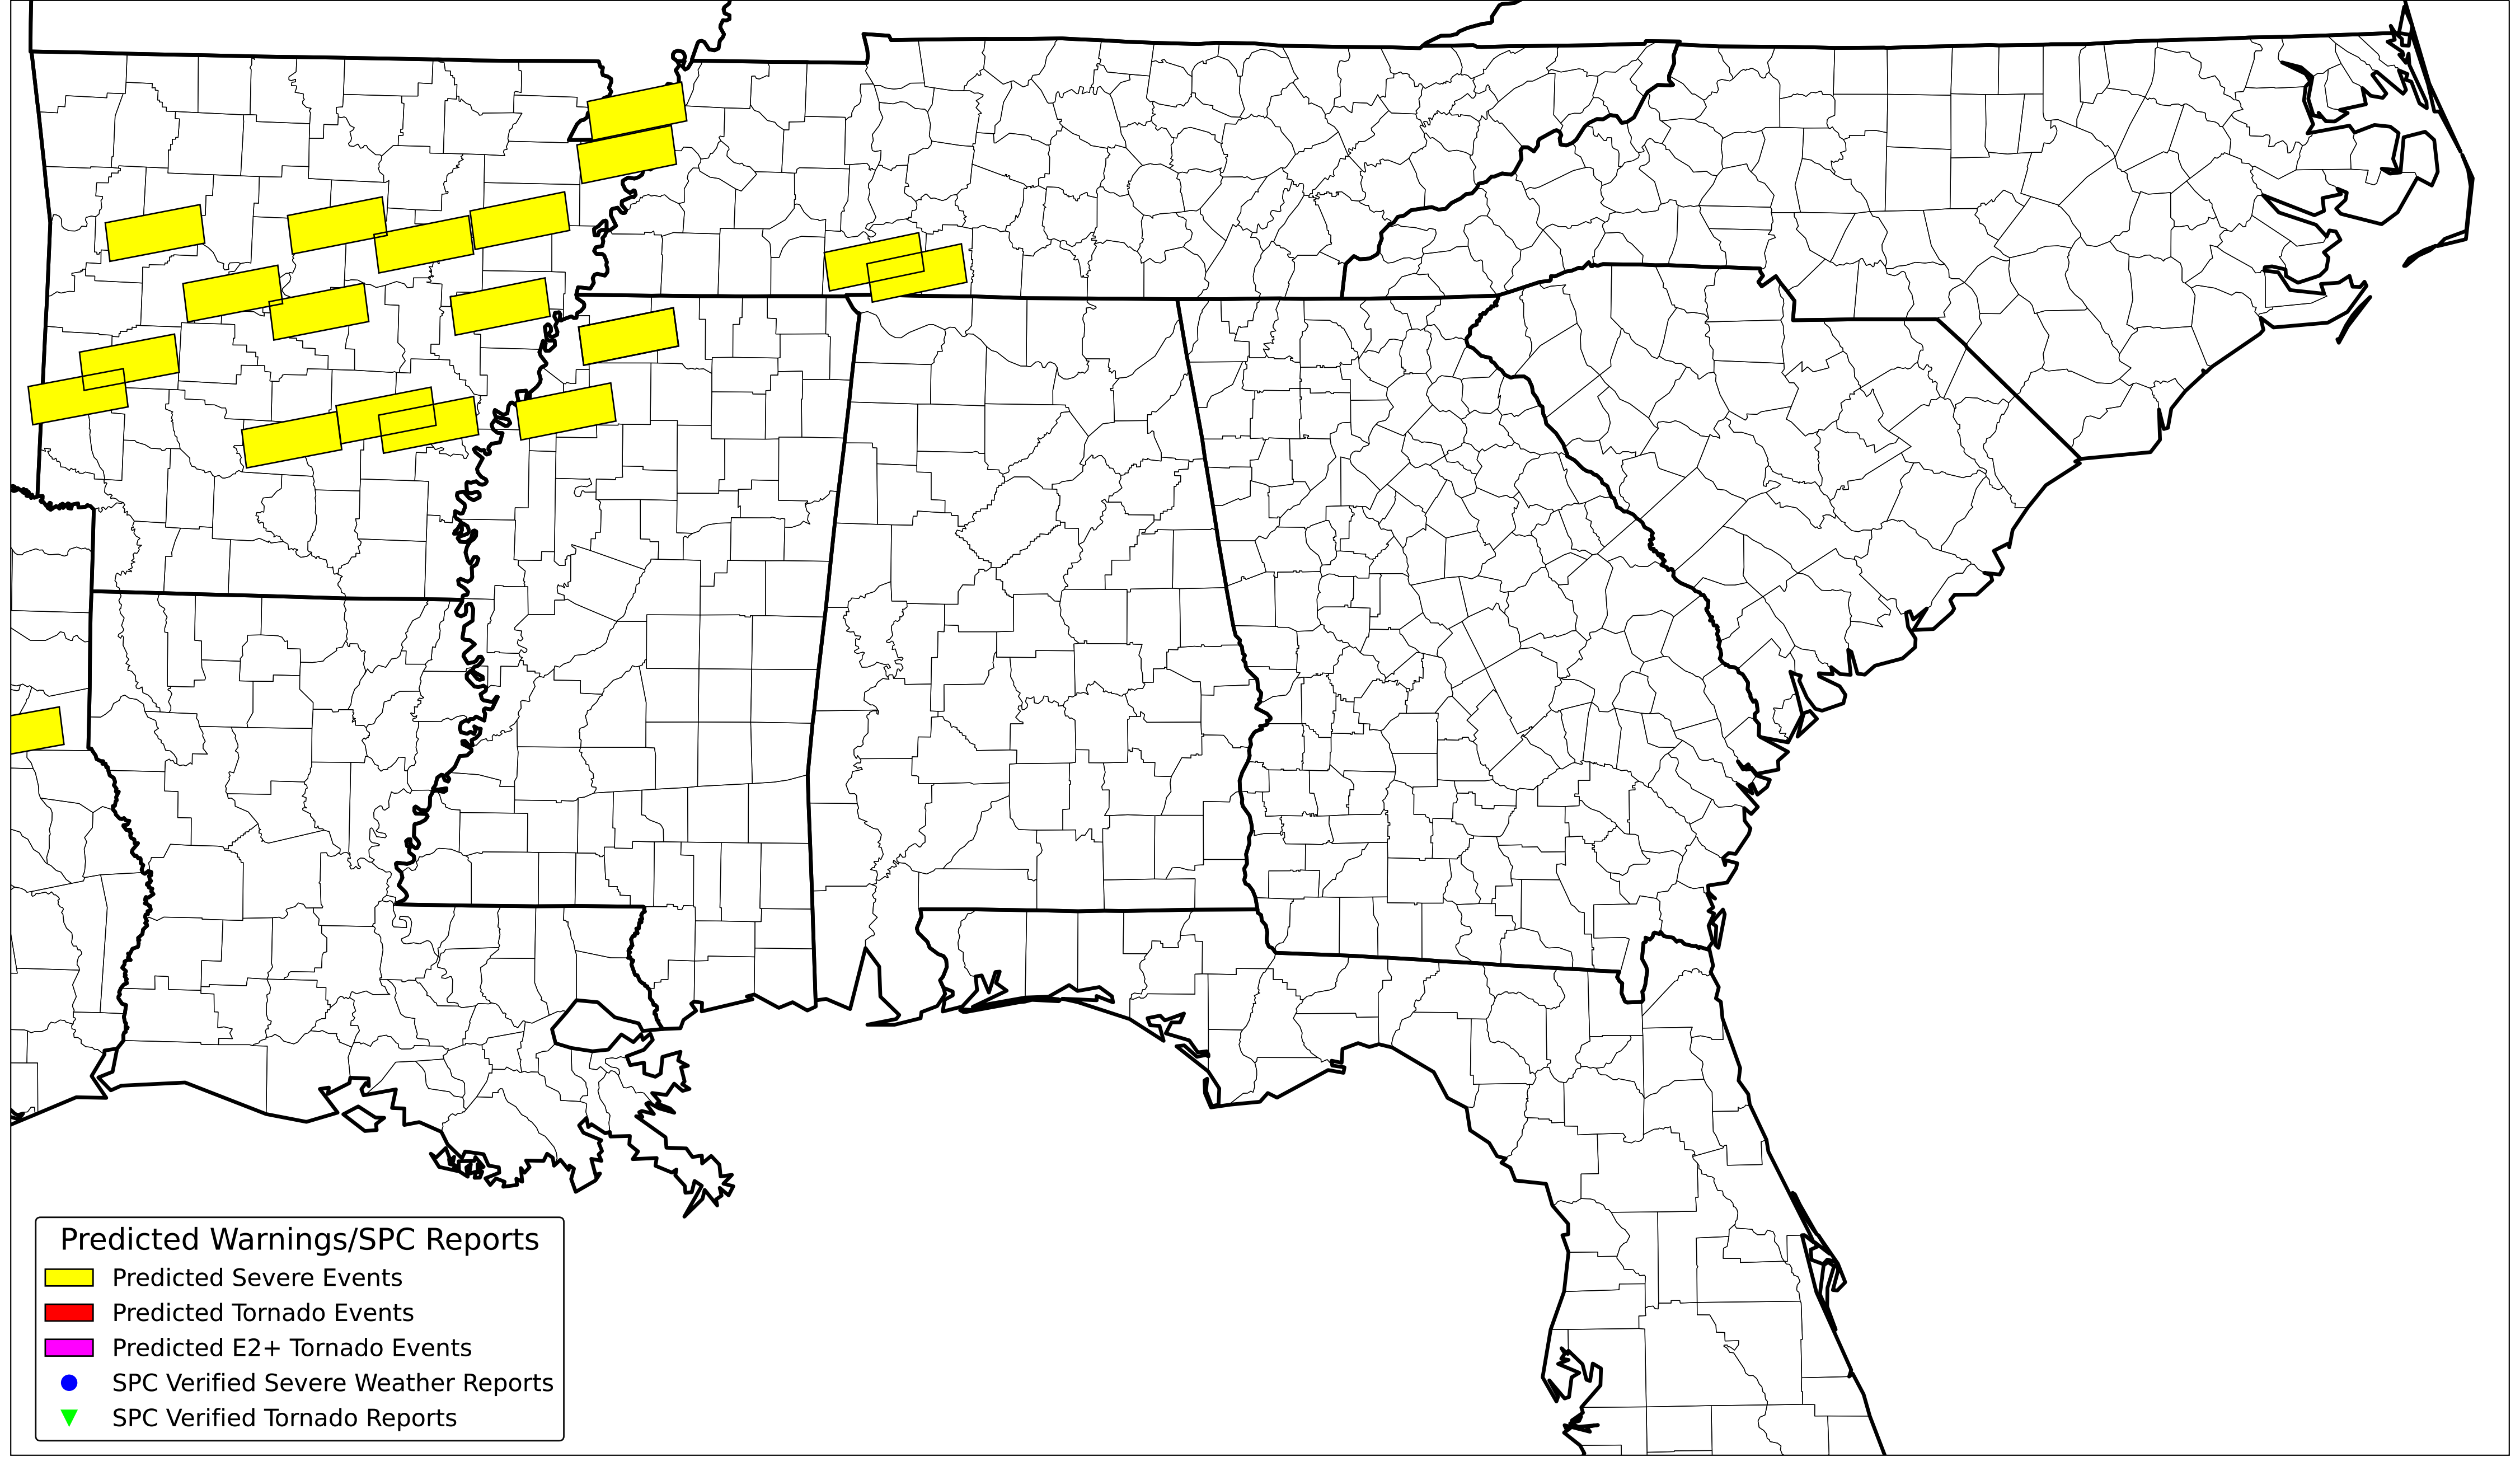 Predicted Warnings/SPC Reports
Predicted Severe Events
Predicted Tornado Events
Predicted E2+ Tornado Events
SPC Verified Severe Weather Reports
SPC Verified Tornado Reports